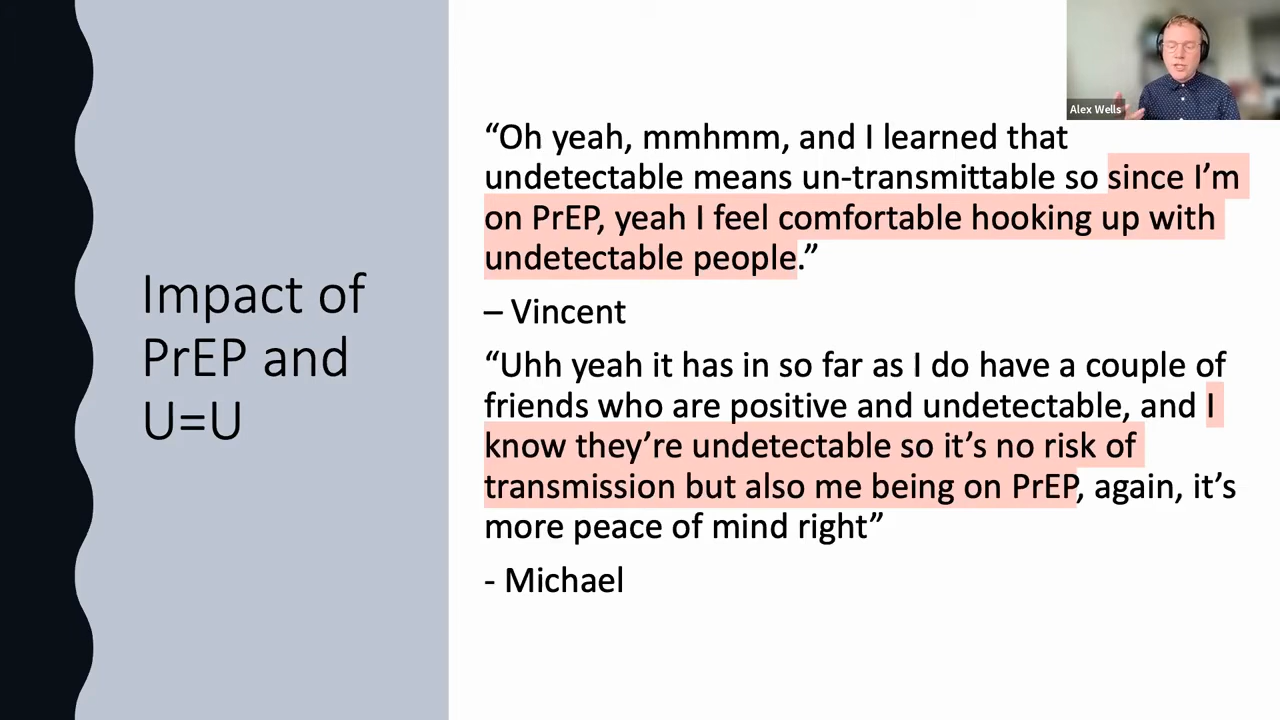 Alex Wells
Impact of
PrEP and
U=U
“Oh yeah, mmhmm, and I learned that
undetectable means un-transmittable so since I’m
on PrEP, yeah I feel comfortable hooking up with
undetectable people.”
– Vincent
“Uhh yeah it has in so far as I do have a couple of
friends who are positive and undetectable, and I
know they’re undetectable so it’s no risk of
transmission but also me being on PrEP, again, it’s
more peace of mind right”
- Michael